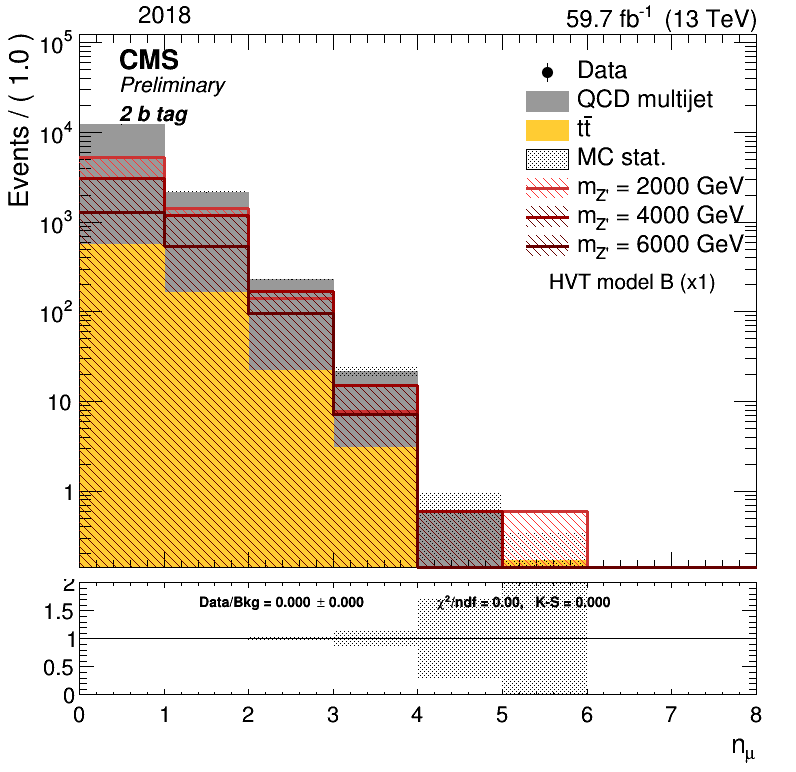 2018 59.7 fb⁻¹ (13 TeV)
CMS
Preliminary
2 b tag
Data
QCD multijet
tt̄
MC stat.
m_Z' = 2000 GeV
m_Z' = 4000 GeV
m_Z' = 6000 GeV
HVT model B (x1)
Events / ( 1.0 )
10⁵
10⁴
10³
10²
10
1
Data/Bkg = 0.000 ± 0.000 χ²/ndf = 0.00, K-S = 0.000
2
1.5
1
0.5
0
0 1 2 3 4 5 6 7 8
n_μ